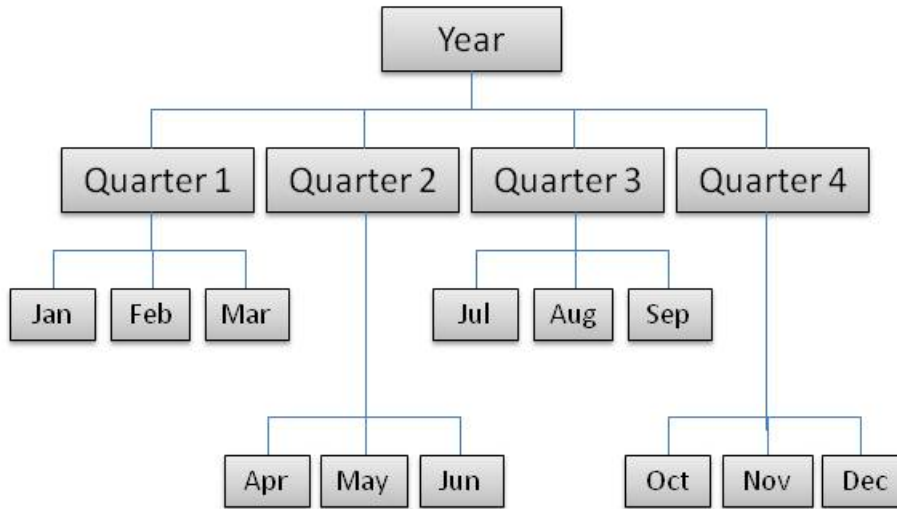 Year
Quarter 1
Quarter 2
Quarter 3
Quarter 4
Jan
Feb
Mar
Jul
Aug
Sep
Apr
May
Jun
Oct
Nov
Dec